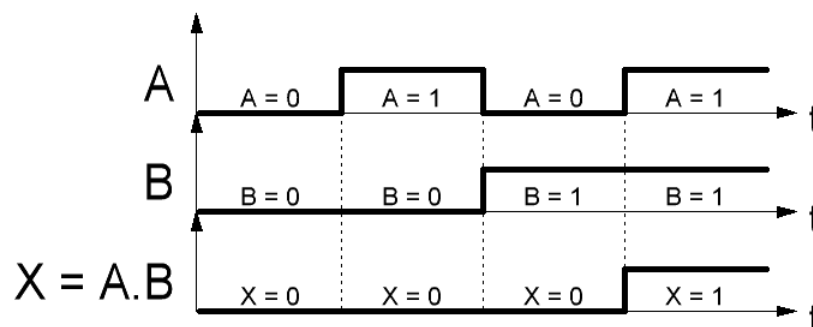 A
A = 0 A = 1 A = 0 A = 1
t
B
B = 0 B = 0 B = 1 B = 1
t
X = A.B
X = 0 X = 0 X = 0 X = 1
t